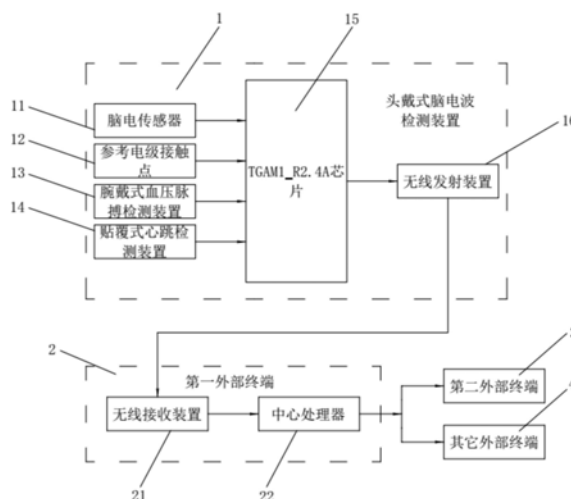 1
15
头戴式脑电波
检测装置
16
11
脑电传感器
12
参考电级接触
点
13
腕戴式血压脉
搏检测装置
14
贴覆式心跳检
测装置
TGAM1_R2.4A芯
片
无线发射装置
2
第一外部终端
3
无线接收装置
中心处理器
第二外部终端
4
其它外部终端
21
22